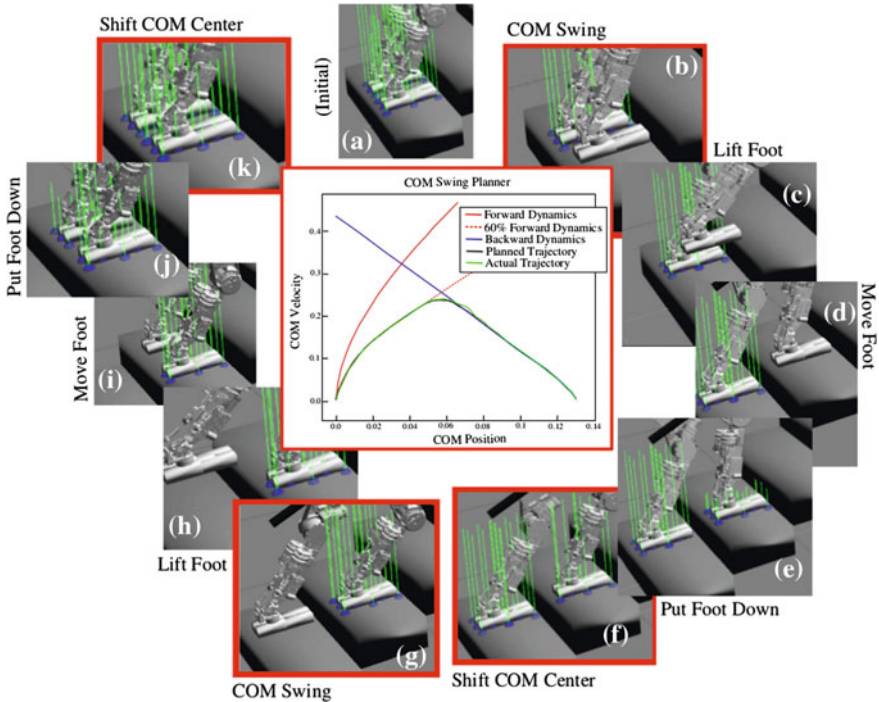 Shift COM Center
(Initial)
(a)
COM Swing
(b)
Lift Foot
(c)
(d)
Move Foot
(e)
Put Foot Down
(f)
Shift COM Center
(g)
COM Swing
(h)
Lift Foot
(i)
Move Foot
(j)
Put Foot Down
(k)
COM Swing Planner
Forward Dynamics
60% Forward Dynamics
Backward Dynamics
Planned Trajectory
Actual Trajectory
COM Velocity
0.4
0.3
0.2
0.1
0.0
0.00 0.02 0.04 0.06 0.08 0.10 0.12 0.14
COM Position